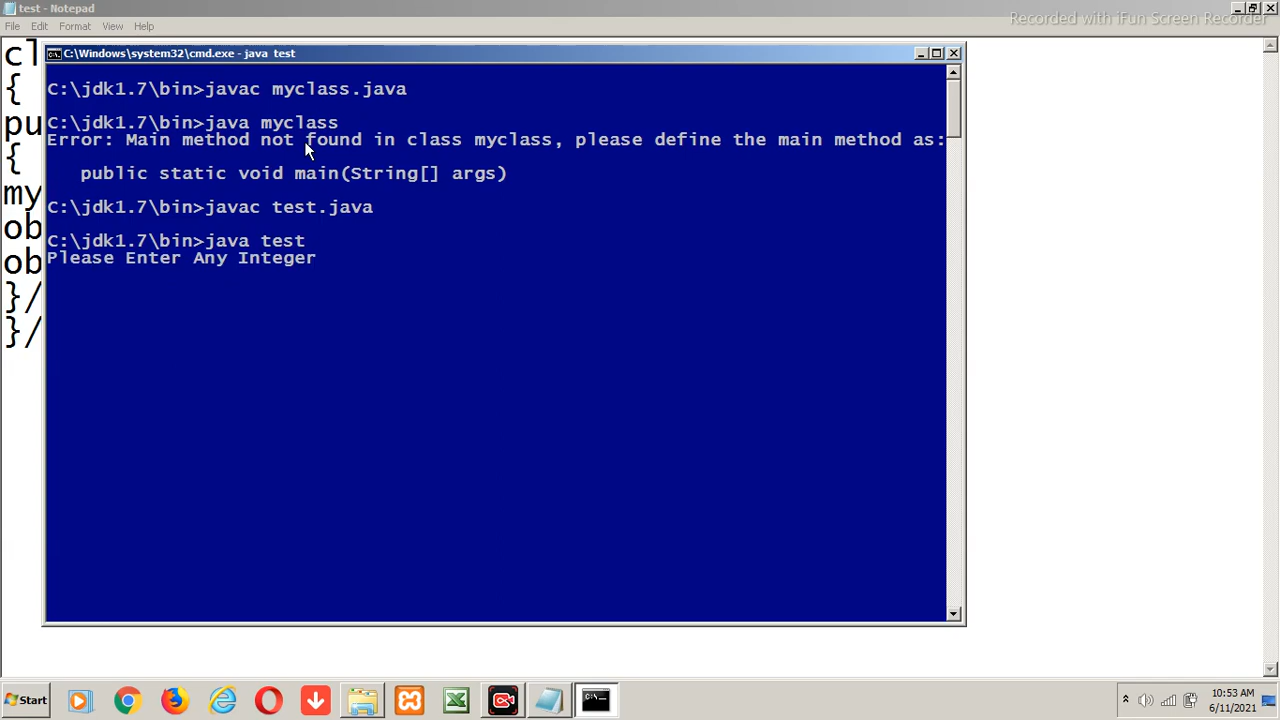 test - Notepad
File Edit Format View Help
Recorded with iFun Screen Recorder
cl
{
pu
{
my
ob
ob
}/
}/
C:\Windows\system32\cmd.exe - java test
C:\jdk1.7\bin>javac myclass.java
C:\jdk1.7\bin>java myclass
Error: Main method not found in class myclass, please define the main method as:
public static void main(String[] args)
C:\jdk1.7\bin>javac test.java
C:\jdk1.7\bin>java test
Please Enter Any Integer
Start
10:53 AM
6/11/2021